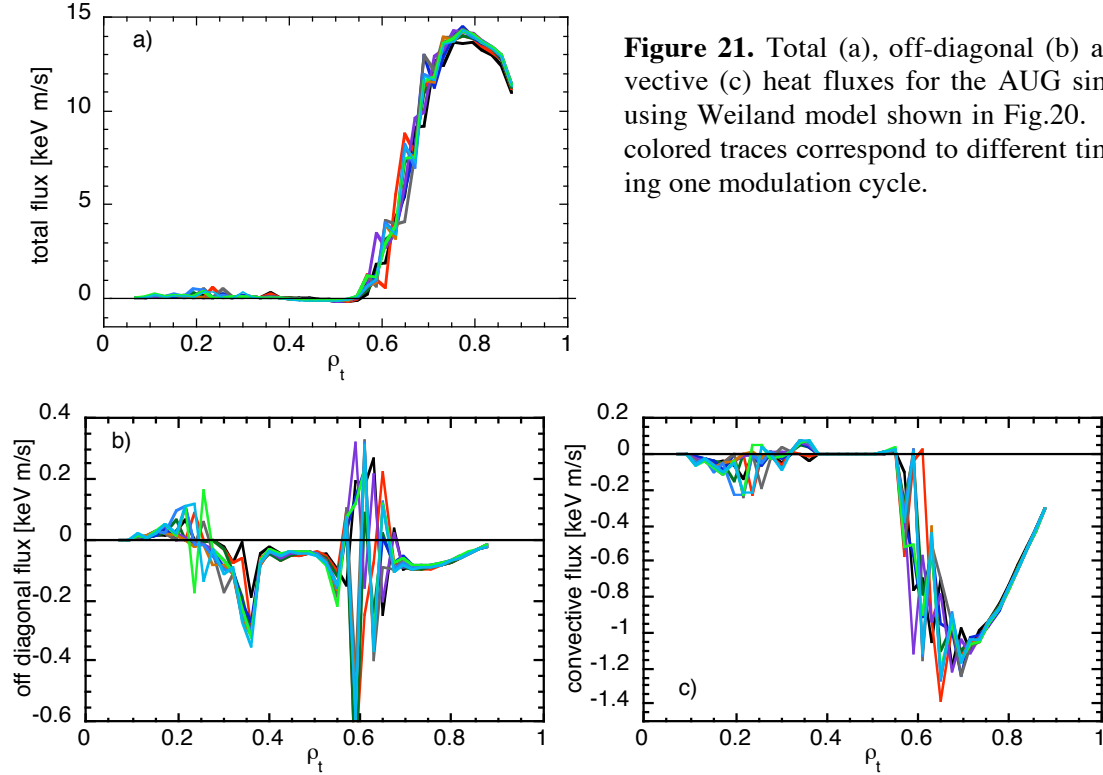 a)
15
10
5
0
total flux [keV m/s]
0 0.2 0.4 0.6 0.8 1
ρt
Figure 21. Total (a), off-diagonal (b) a
vective (c) heat fluxes for the AUG sin
using Weiland model shown in Fig.20.
colored traces correspond to different tin
ing one modulation cycle.
b)
0.4
0.2
0
-0.2
-0.4
-0.6
off diagonal flux [keV m/s]
0 0.2 0.4 0.6 0.8 1
ρt
0.2
0
-0.2
-0.4
-0.6
-0.8
-1
-1.2
-1.4
convective flux [keV m/s]
c)
0 0.2 0.4 0.6 0.8 1
ρt